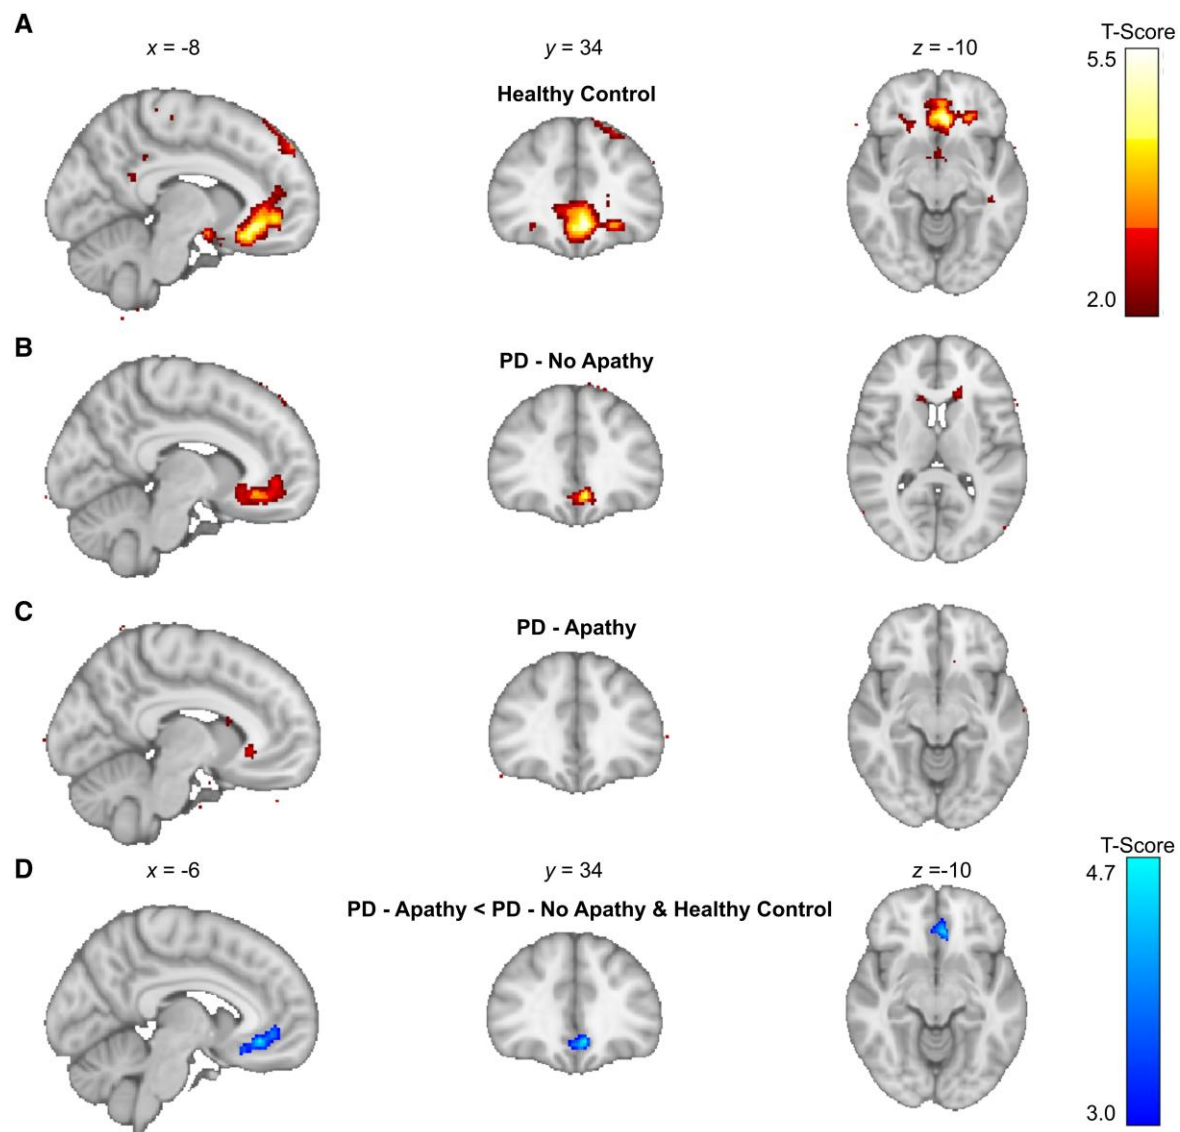 A
x = -8
y = 34
z = -10
T-Score
5.5
Healthy Control
2.0
B
PD - No Apathy
C
PD - Apathy
D
x = -6
y = 34
z =-10
T-Score
4.7
PD - Apathy < PD - No Apathy & Healthy Control
3.0